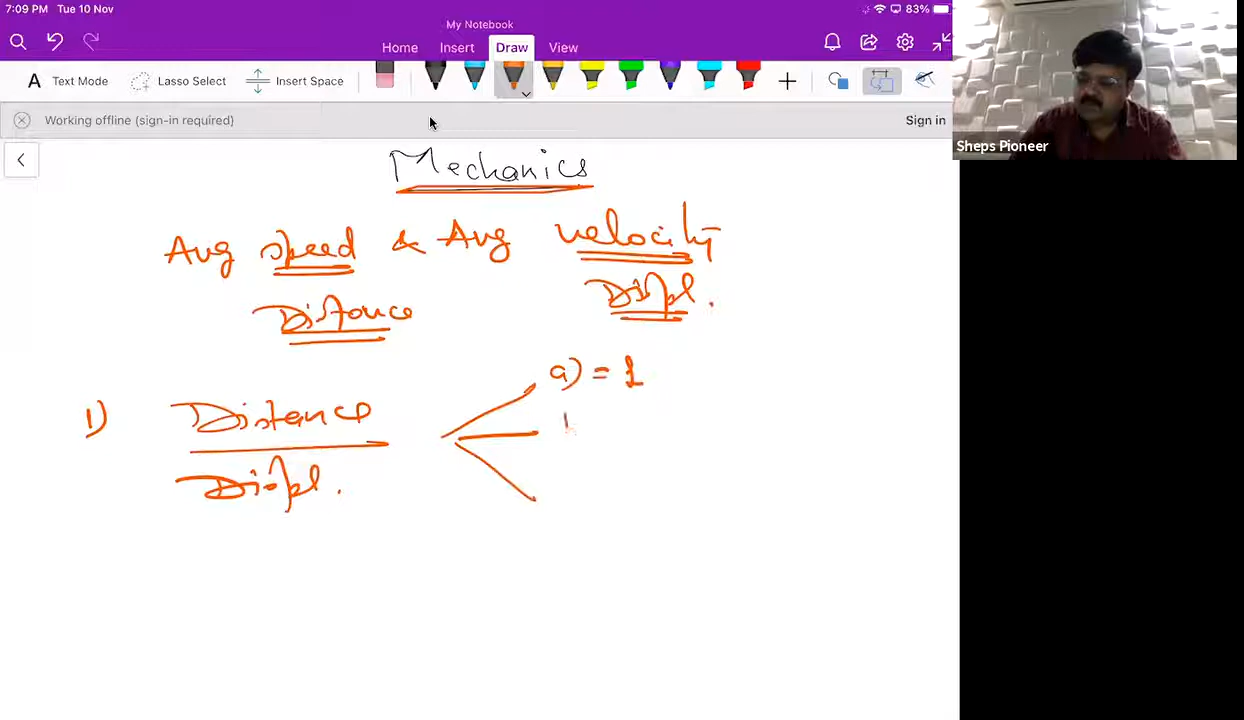 7:09 PM Tue 10 Nov
83%
My Notebook
Home Insert Draw View
A Text Mode Lasso Select Insert Space
Working offline (sign-in required) Sign in
Sheps Pioneer
Mechanics
Avg speed & Avg velocity
Distance Displ.
a) = 1
1) Distance
Displ.